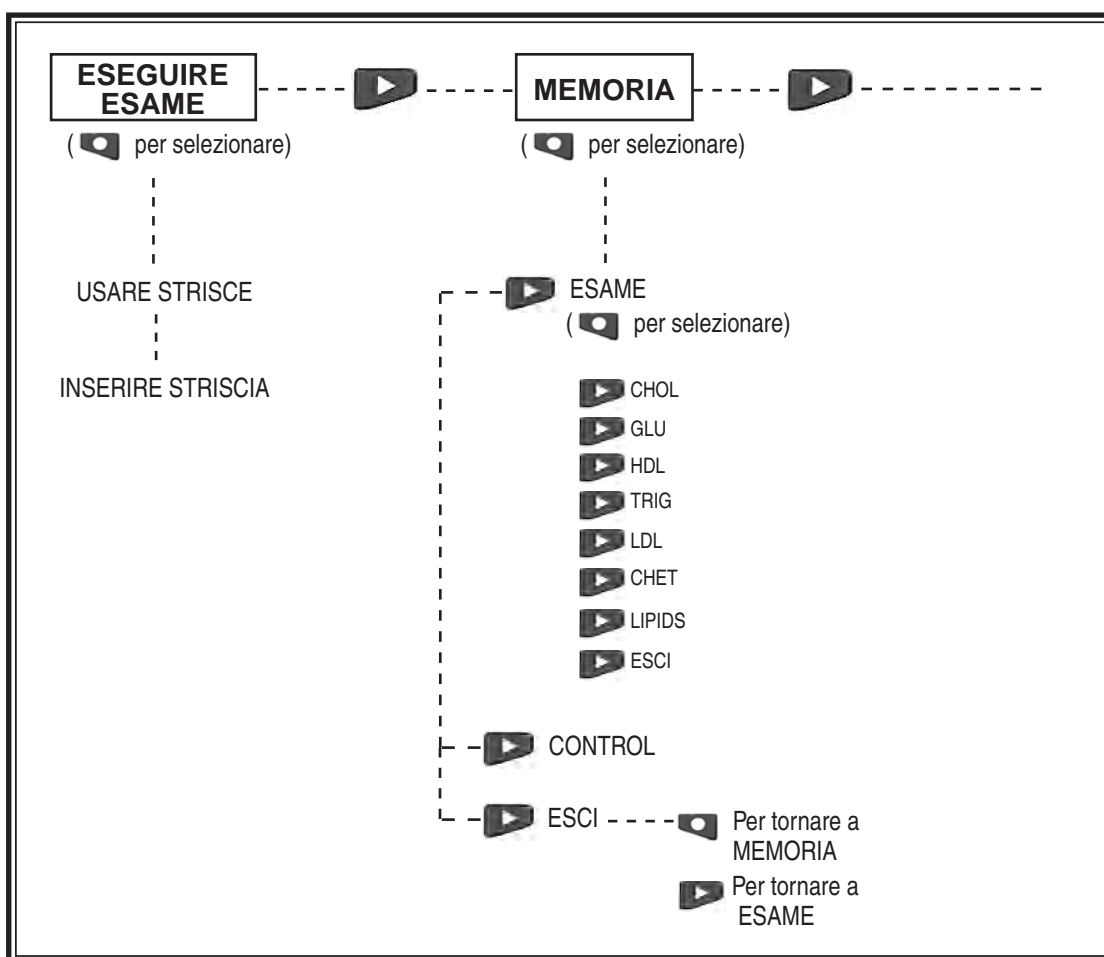 ESEGUIRE
ESAME
( per selezionare)
USARE STRISCE
INSERIRE STRISCIA
MEMORIA
( per selezionare)
ESAME
( per selezionare)
CHOL
GLU
HDL
TRIG
LDL
CHET
LIPIDS
ESCI
CONTROL
ESCI
Per tornare a
MEMORIA
Per tornare a
ESAME